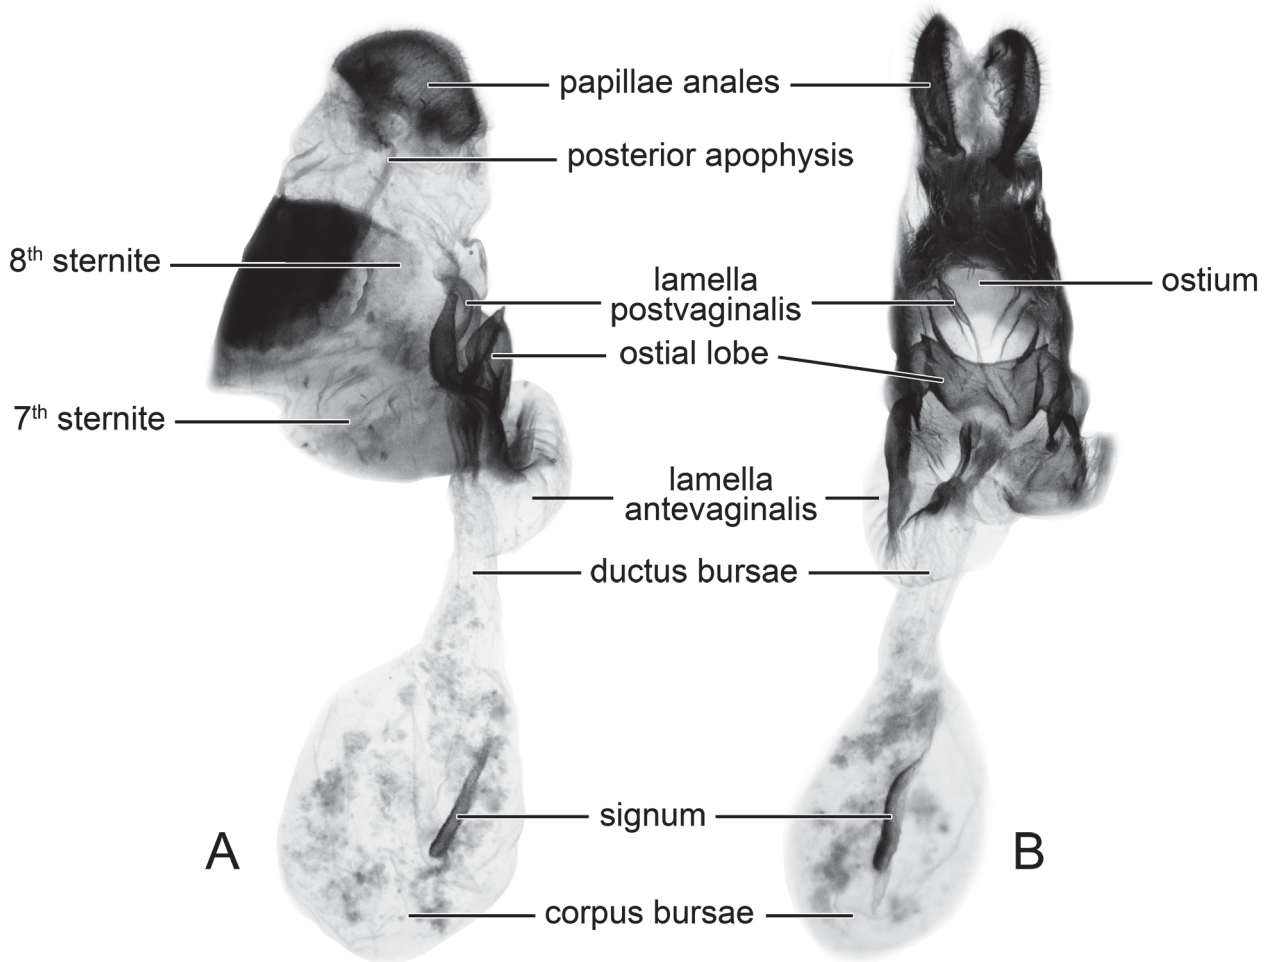 papillae anales
posterior apophysis
8th sternite
lamella
postvaginalis
ostium
ostial lobe
7th sternite
lamella
antevaginalis
ductus bursae
signum
A
B
corpus bursae